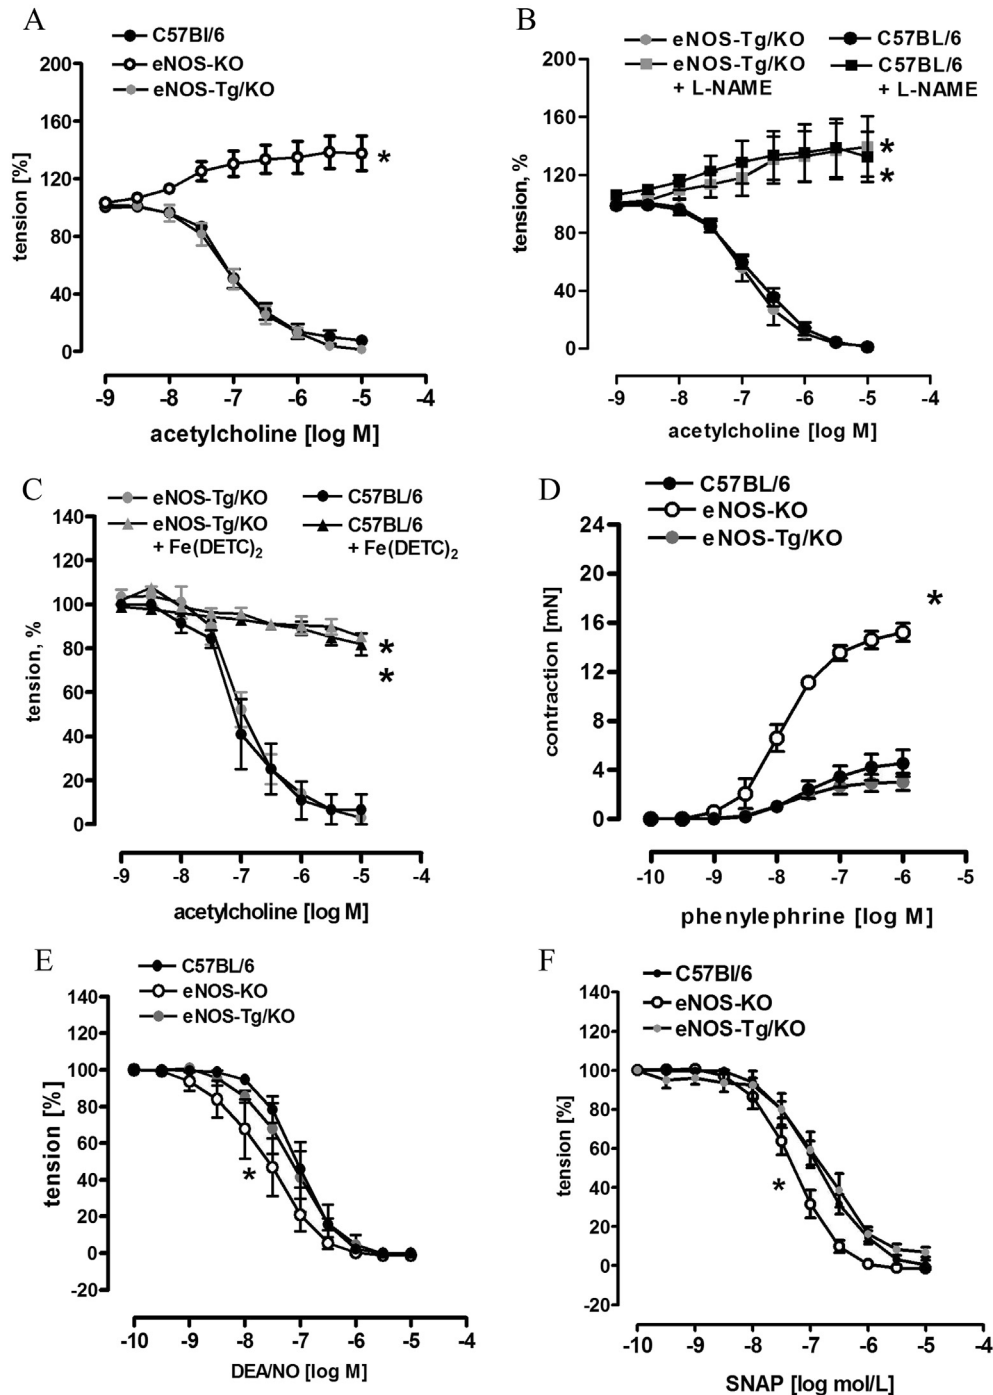 A
C57Bl/6
eNOS-KO
eNOS-Tg/KO
200
160
120
80
40
0
tension [%]
*
-9 -8 -7 -6 -5 -4
acetylcholine [log M]
B
eNOS-Tg/KO
eNOS-Tg/KO
+ L-NAME
C57BL/6
C57BL/6
+ L-NAME
200
160
120
80
40
0
tension, %
*
*
-9 -8 -7 -6 -5 -4
acetylcholine [log M]
C
eNOS-Tg/KO
eNOS-Tg/KO
+ Fe(DETC)₂
C57BL/6
C57BL/6
+ Fe(DETC)₂
140
120
100
80
60
40
20
0
tension, %
*
*
-9 -8 -7 -6 -5 -4
acetylcholine [log M]
D
C57BL/6
eNOS-KO
eNOS-Tg/KO
24
20
16
12
8
4
0
contraction [mN]
*
-10 -9 -8 -7 -6 -5
phenylephrine [log M]
E
C57BL/6
eNOS-KO
eNOS-Tg/KO
140
120
100
80
60
40
20
0
-20
tension [%]
*
-10 -9 -8 -7 -6 -5 -4
DEA/NO [log M]
F
C57Bl/6
eNOS-KO
eNOS-Tg/KO
140
120
100
80
60
40
20
0
-20
tension [%]
*
-10 -9 -8 -7 -6 -5 -4
SNAP [log mol/L]